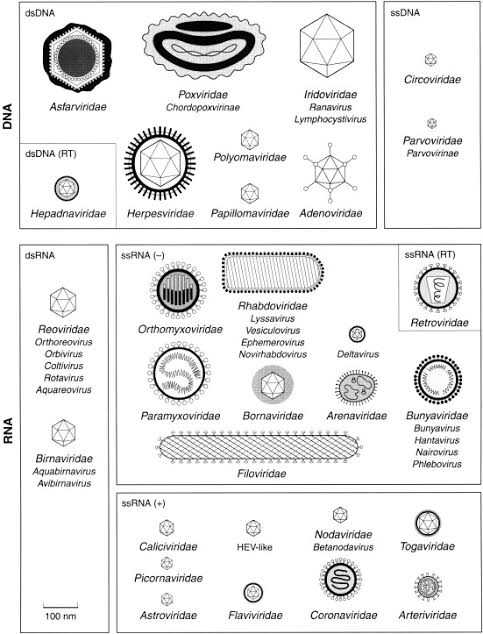 DNA
dsDNA
Asfarviridae
Poxviridae
Chordopoxvirinae
Iridoviridae
Ranavirus
Lymphocystivirus
dsDNA (RT)
Hepadnaviridae
Herpesviridae
Polyomaviridae
Papillomaviridae
Adenoviridae
ssDNA
Circoviridae
Parvoviridae
Parvovirinae
RNA
dsRNA
Reoviridae
Orthoreovirus
Orbivirus
Coltivirus
Rotavirus
Aquareovirus
Birnaviridae
Aquabirnavirus
Avibirnavirus
100 nm
ssRNA (–)
Orthomyxoviridae
Rhabdoviridae
Lyssavirus
Vesiculovirus
Ephemerovirus
Novirhabdovirus
Deltavirus
Paramyxoviridae
Bornaviridae
Arenaviridae
Filoviridae
ssRNA (RT)
Retroviridae
Bunyaviridae
Bunyavirus
Hantavirus
Nairovirus
Phlebovirus
ssRNA (+)
Caliciviridae
HEV-like
Nodaviridae
Betanodavirus
Togaviridae
Picornaviridae
Astroviridae
Flaviviridae
Coronaviridae
Arteriviridae